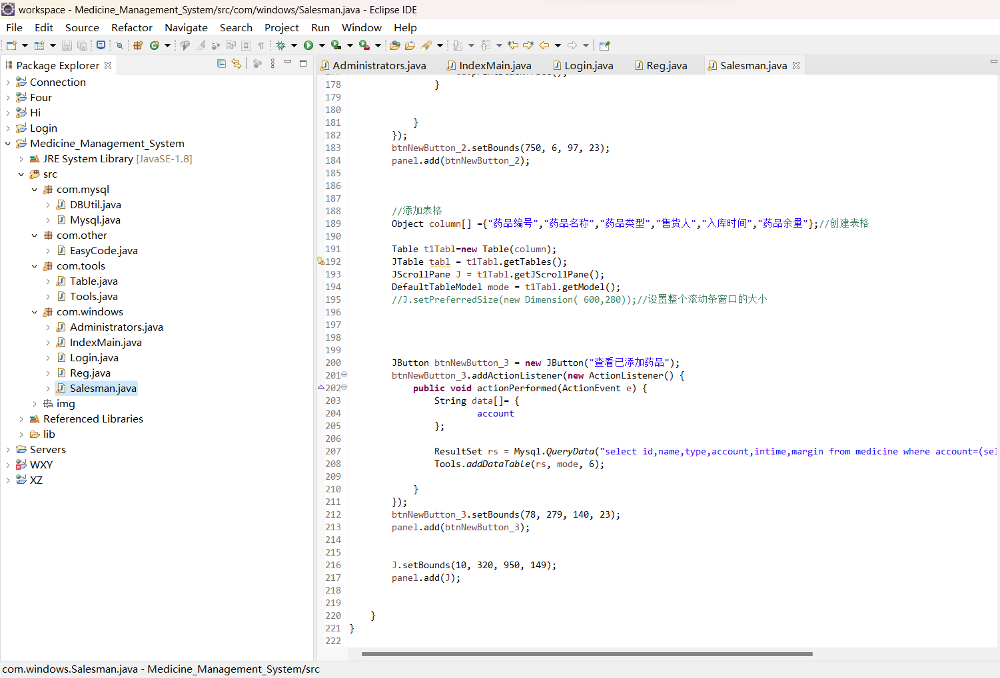 workspace - Medicine_Management_System/src/com/windows/Salesman.java - Eclipse IDE
File Edit Source Refactor Navigate Search Project Run Window Help
Package Explorer
Connection
Four
Hi
Login
Medicine_Management_System
JRE System Library [JavaSE-1.8]
src
com.mysql
DBUtil.java
Mysql.java
com.other
EasyCode.java
com.tools
Table.java
Tools.java
com.windows
Administrators.java
IndexMain.java
Login.java
Reg.java
Salesman.java
img
Referenced Libraries
lib
Servers
WXY
XZ
Administrators.java IndexMain.java Login.java Reg.java Salesman.java
178 }
179
180
181 }
182 });
183 btnNewButton_2.setBounds(750, 6, 97, 23);
184 panel.add(btnNewButton_2);
185
186
187
188 //添加表格
189 Object column[] ={"药品编号","药品名称","药品类型","售货人","入库时间","药品余量"};//创建表格
190
191 Table t1Tabl=new Table(column);
192 JTable tabl = t1Tabl.getTables();
193 JScrollPane J = t1Tabl.getJScrollPane();
194 DefaultTableModel mode = t1Tabl.getModel();
195 //J.setPreferredSize(new Dimension( 600,280));//设置整个滚动条窗口的大小
196
197
198
199
200 JButton btnNewButton_3 = new JButton("查看已添加药品");
201 btnNewButton_3.addActionListener(new ActionListener() {
202 public void actionPerformed(ActionEvent e) {
203 String data[]= {
204 account
205 };
206
207 ResultSet rs = Mysql.QueryData("select id,name,type,account,intime,margin from medicine where account=(sel
208 Tools.addDataTable(rs, mode, 6);
209
210 }
211 });
212 btnNewButton_3.setBounds(78, 279, 140, 23);
213 panel.add(btnNewButton_3);
214
215
216 J.setBounds(10, 320, 950, 149);
217 panel.add(J);
218
219
220 }
221 }
222
com.windows.Salesman.java - Medicine_Management_System/src